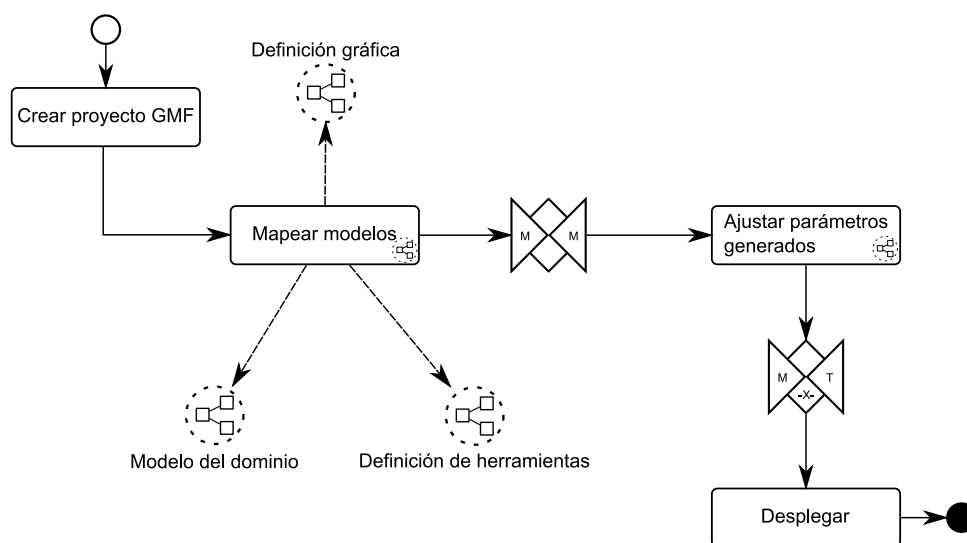 Definición gráfica
Crear proyecto GMF
Mapear modelos
M M
Ajustar parámetros
generados
M T
-X-
Modelo del dominio
Definición de herramientas
Desplegar